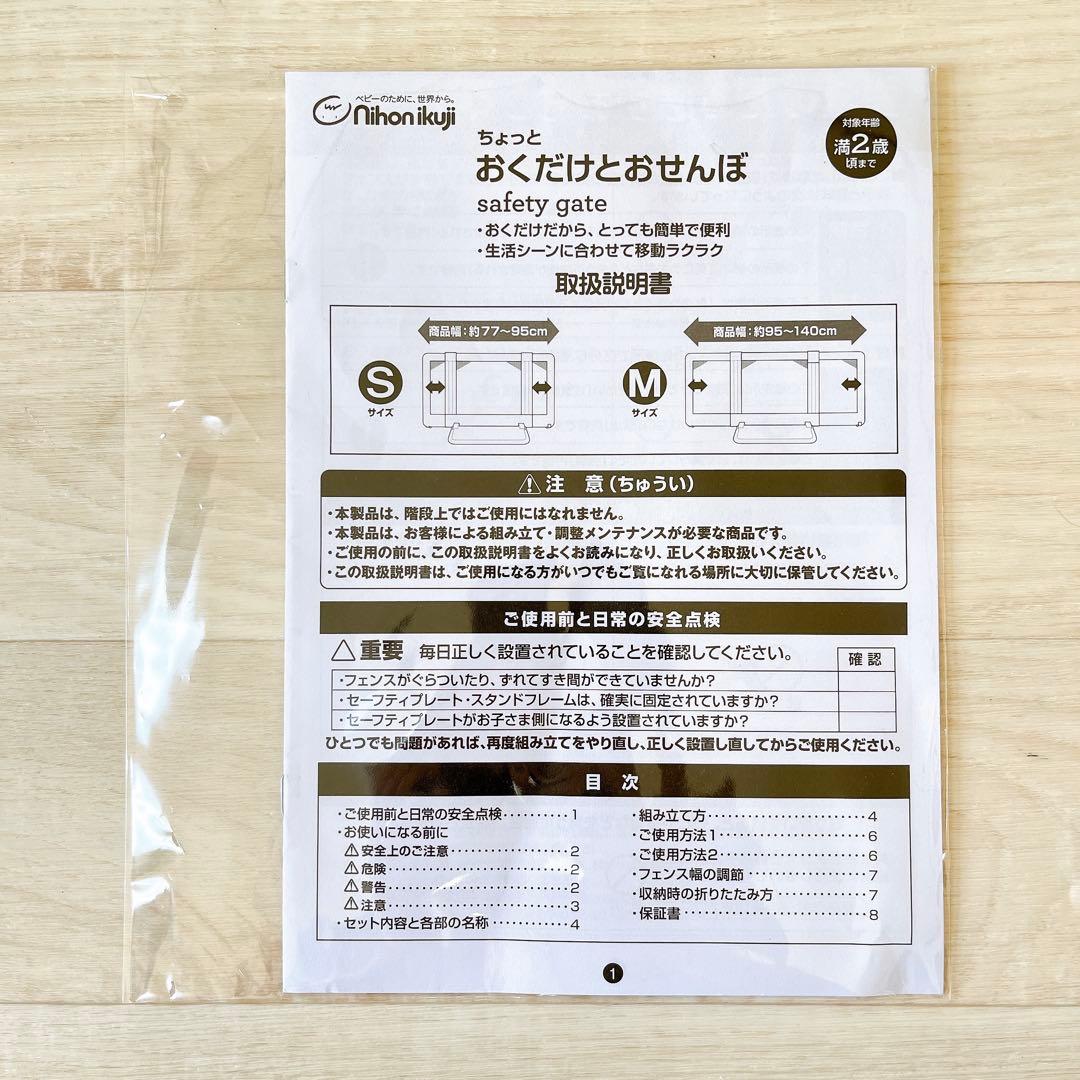 ベビーのために、世界から。
nihon ikuji
対象年齢
満2歳
頃まで
ちょっと
おくだけとおせんぼ
safety gate
・おくだけだから、とっても簡単で便利
・生活シーンに合わせて移動ラクラク
取扱説明書
商品幅：約77～95cm
S
サイズ
商品幅：約95～140cm
M
サイズ
⚠注 意（ちゅうい）
・本製品は、階段上ではご使用にはなれません。
・本製品は、お客様による組み立て・調整メンテナンスが必要な商品です。
・ご使用の前に、この取扱説明書をよくお読みになり、正しくお取扱いください。
・この取扱説明書は、ご使用になる方がいつでもご覧になれる場所に大切に保管してください。
ご使用前と日常の安全点検
△重要 毎日正しく設置されていることを確認してください。
確認
・フェンスがぐらついたり、ずれてすき間ができていませんか？
・セーフティプレート・スタンドフレームは、確実に固定されていますか？
・セーフティプレートがお子さま側になるよう設置されていますか？
ひとつでも問題があれば、再度組み立てをやり直し、正しく設置し直してからご使用ください。
目 次
・ご使用前と日常の安全点検‥‥‥‥‥1
・お使いになる前に
⚠安全上のご注意‥‥‥‥‥‥2
⚠危険‥‥‥‥‥‥‥‥‥2
⚠警告‥‥‥‥‥‥‥‥‥2
⚠注意‥‥‥‥‥‥‥‥‥3
・セット内容と各部の名称‥‥‥‥‥‥4
・組み立て方‥‥‥‥‥‥‥‥‥‥4
・ご使用方法1‥‥‥‥‥‥‥‥‥6
・ご使用方法2‥‥‥‥‥‥‥‥‥6
・フェンス幅の調節‥‥‥‥‥‥‥7
・収納時の折りたたみ方‥‥‥‥‥‥7
・保証書‥‥‥‥‥‥‥‥‥‥‥8
1